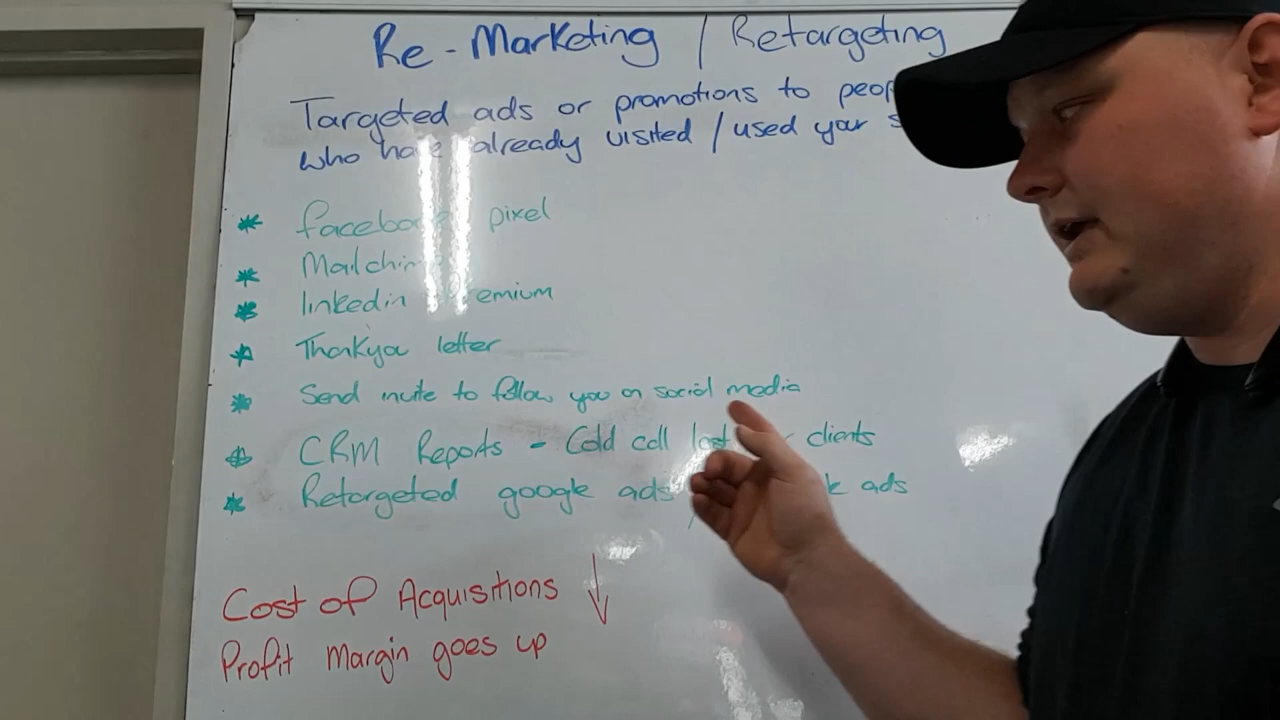 Re-Marketing / Retargeting
Targeted ads or promotions to
who have already visited / used your
* facebook pixel
* Mailchim
* linkedin Premium
* Thankyou letter
* Send invite to follow you on social media
* CRM Reports - Cold call clients
* Retargeted google ads ads
Cost of Acquisitions ↓
Profit Margin goes up